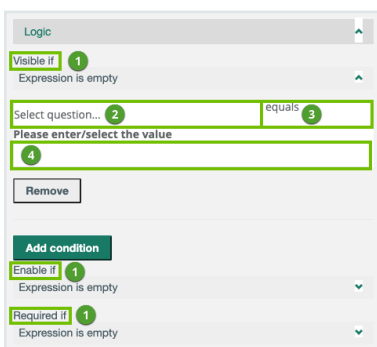 Logic
Visible if 1
Expression is empty
Select question... 2 equals 3
Please enter/select the value
4
Remove
Add condition
Enable if 1
Expression is empty
Required if 1
Expression is empty